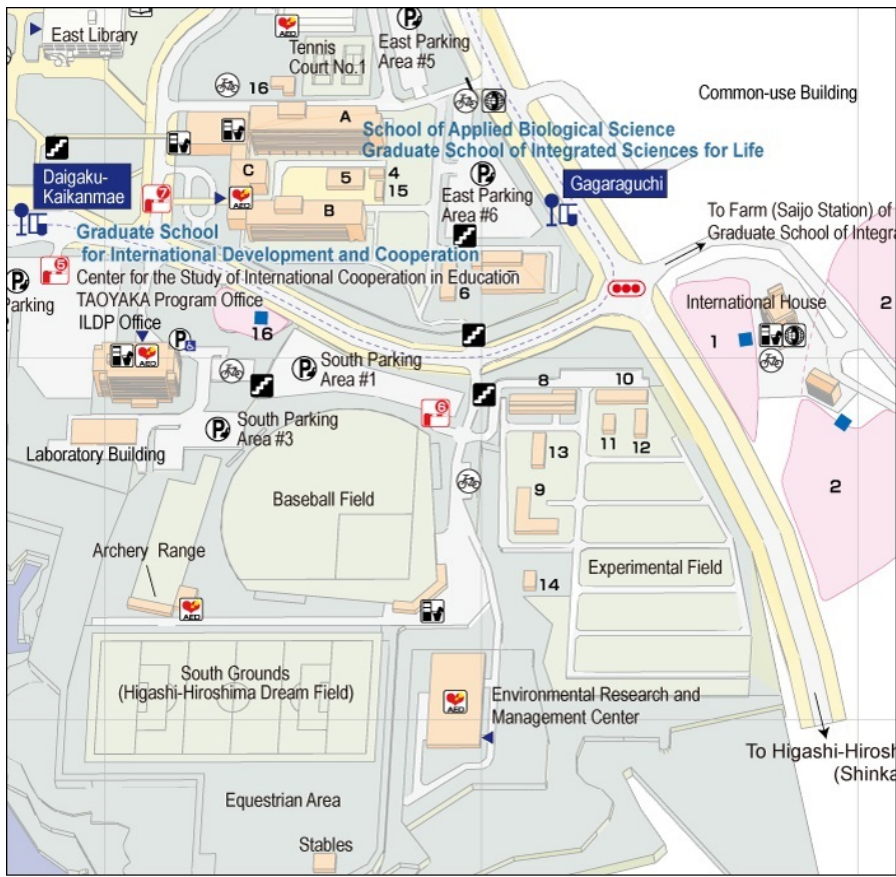 East Library
Tennis
Court No.1
East Parking
Area #5
16
A
Common-use Building
School of Applied Biological Science
Graduate School of Integrated Sciences for Life
Daigaku-
Kaikanmae
C
5
4
15
7
AED
B
East Parking
Area #6
Gagaraguchi
To Farm (Saijo Station) of
Graduate School of Integra
Graduate School
for International Development and Cooperation
Center for the Study of International Cooperation in Education
TAOYAKA Program Office
ILDP Office
Parking
6
6
16
International House
1
2
AED
South Parking
Area #1
South Parking
Area #3
8
10
11
12
13
9
2
Laboratory Building
Baseball Field
Archery Range
AED
14
Experimental Field
South Grounds
(Higashi-Hiroshima Dream Field)
AED
Environmental Research and
Management Center
To Higashi-Hirosh
(Shinka
Equestrian Area
Stables